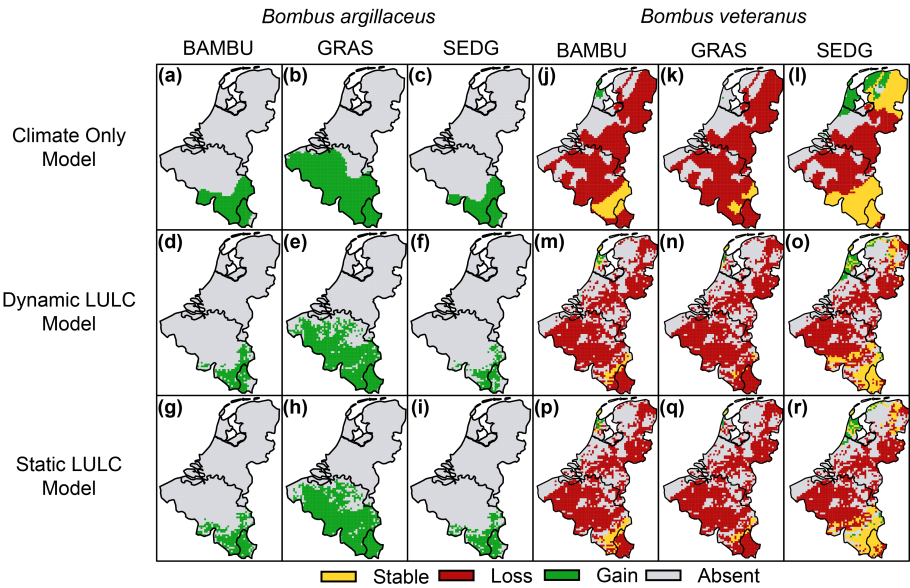 Bombus argillaceus Bombus veteranus
BAMBU GRAS SEDG BAMBU GRAS SEDG
Climate Only
Model
(a) (b) (c) (j) (k) (l)
Dynamic LULC
Model
(d) (e) (f) (m) (n) (o)
Static LULC
Model
(g) (h) (i) (p) (q) (r)
Stable Loss Gain Absent